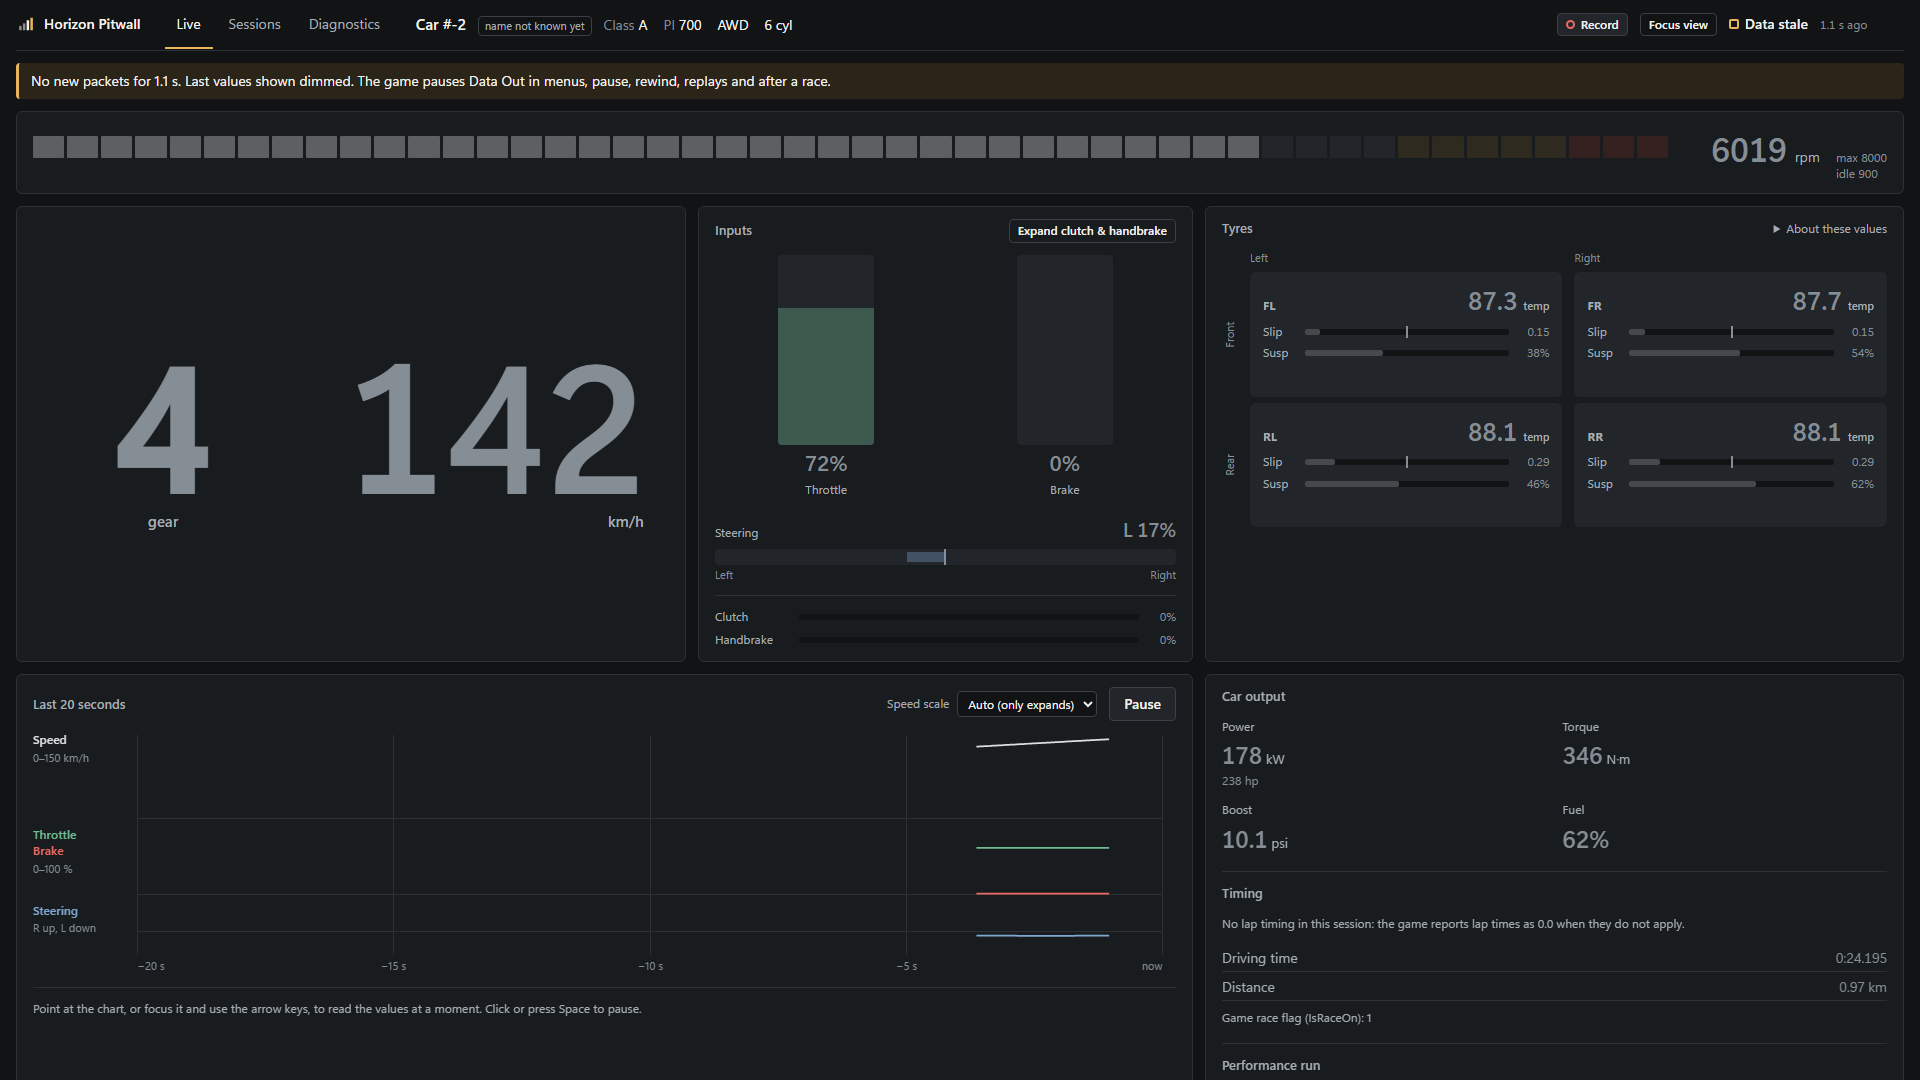 Horizon Pitwall
Live
Sessions
Diagnostics
Car #-2
name not known yet
Class A
PI 700
AWD
6 cyl
Record
Focus view
Data stale
1.1 s ago
No new packets for 1.1 s. Last values shown dimmed. The game pauses Data Out in menus, pause, rewind, replays and after a race.
6019 rpm
max 8000
idle 900
4
gear
142
km/h
Inputs
Expand clutch & handbrake
72%
Throttle
0%
Brake
Steering
L 17%
Left
Right
Clutch
0%
Handbrake
0%
Tyres
About these values
Left
Right
Front
FL
87.3 temp
Slip
0.15
Susp
38%
FR
87.7 temp
Slip
0.15
Susp
54%
Rear
RL
88.1 temp
Slip
0.29
Susp
46%
RR
88.1 temp
Slip
0.29
Susp
62%
Last 20 seconds
Speed scale
Auto (only expands)
Pause
Speed
0–150 km/h
Throttle
Brake
0–100 %
Steering
R up, L down
−20 s
−15 s
−10 s
−5 s
now
Point at the chart, or focus it and use the arrow keys, to read the values at a moment. Click or press Space to pause.
Car output
Power
178 kW
238 hp
Torque
346 N·m
Boost
10.1 psi
Fuel
62%
Timing
No lap timing in this session: the game reports lap times as 0.0 when they do not apply.
Driving time
0:24.195
Distance
0.97 km
Game race flag (IsRaceOn): 1
Performance run